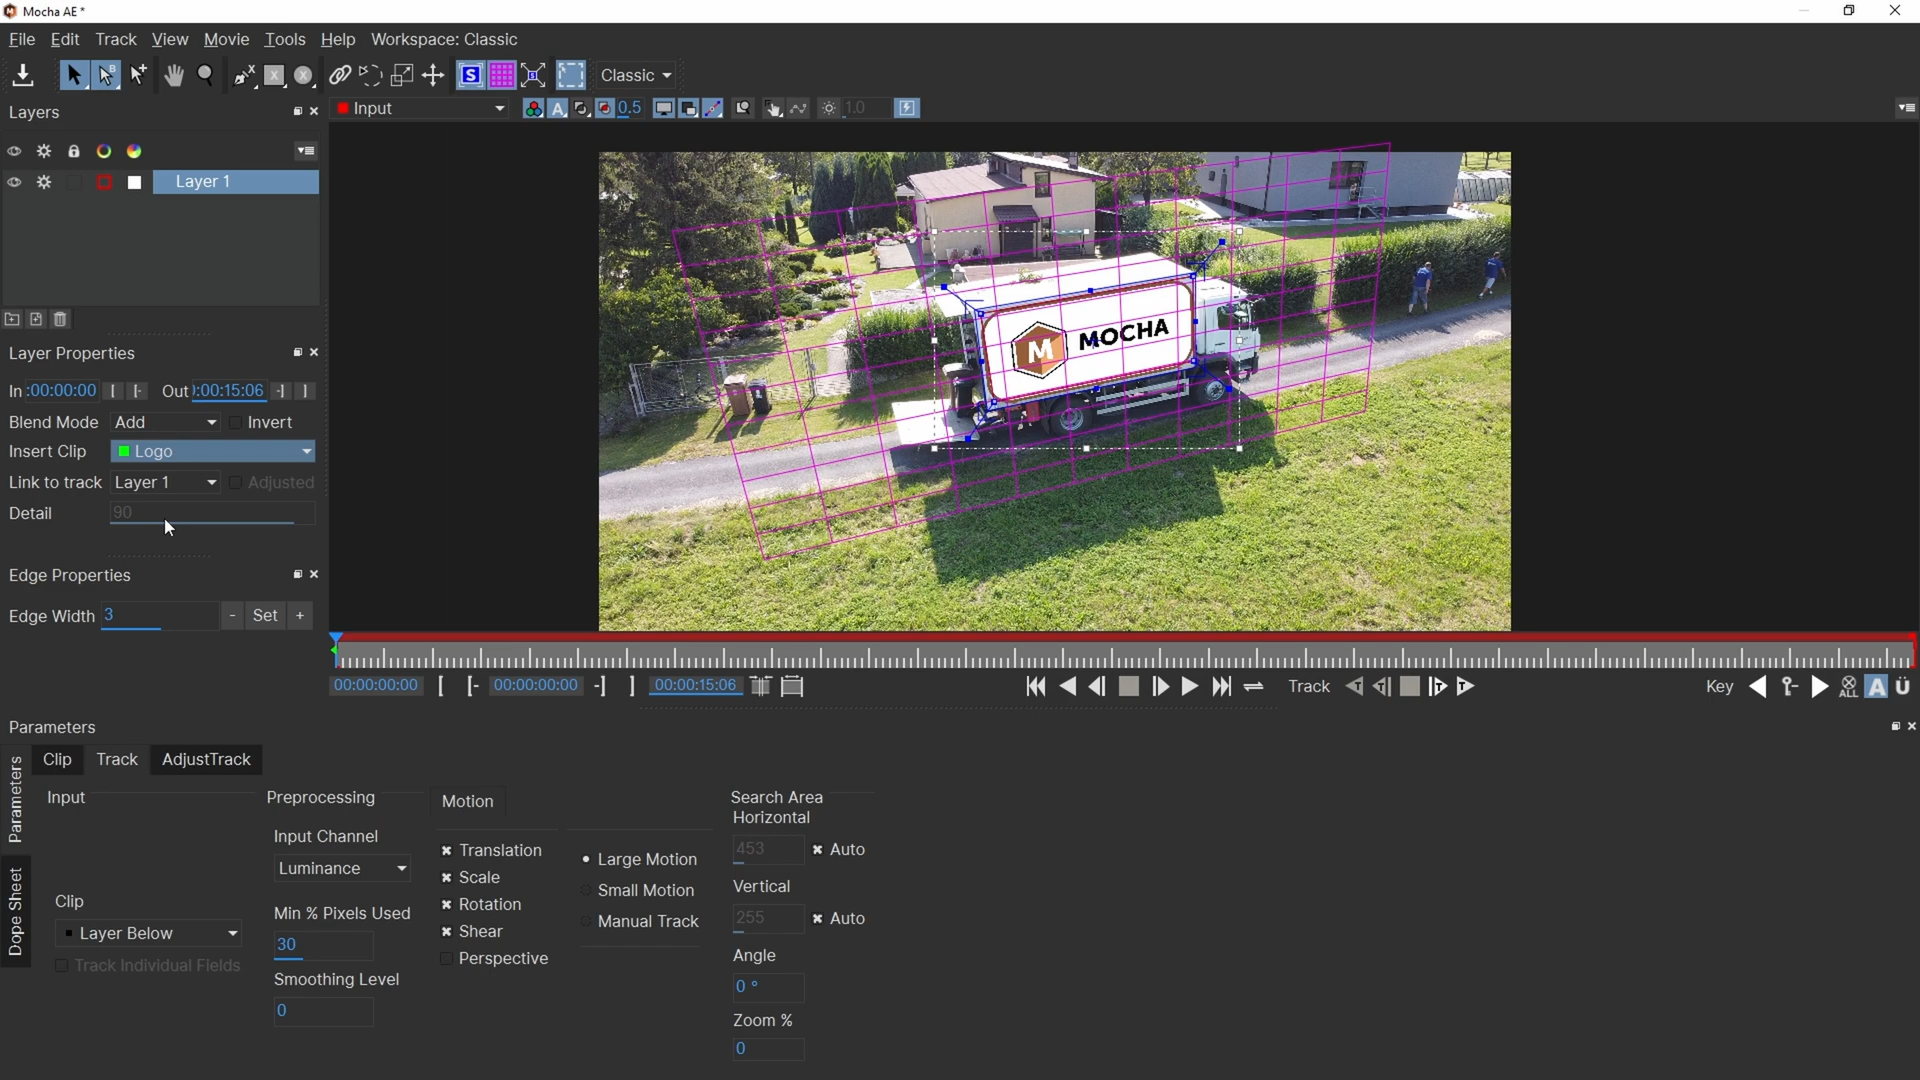 Mocha AE*
File Edit Track View Movie Tools Help Workspace: Classic
Classic
Layers
Input
0.5
1.0
Layer 1
MOCHA
Layer Properties
In :00:00:00 Out ):00:15:06
Blend Mode Add Invert
Insert Clip Logo
Link to track Layer 1 Adjusted
Detail 90
Edge Properties
Edge Width 3 - Set +
00:00:00:00 00:00:00:00 00:00:15:06 Track Key ALL
Parameters
Parameters
Dope Sheet
Clip Track AdjustTrack
Input
Clip
Layer Below
Track Individual Fields
Preprocessing
Input Channel
Luminance
Min % Pixels Used
30
Smoothing Level
0
Motion
Translation
Scale
Rotation
Shear
Perspective
Large Motion
Small Motion
Manual Track
Search Area
Horizontal
453 Auto
Vertical
255 Auto
Angle
0 °
Zoom %
0